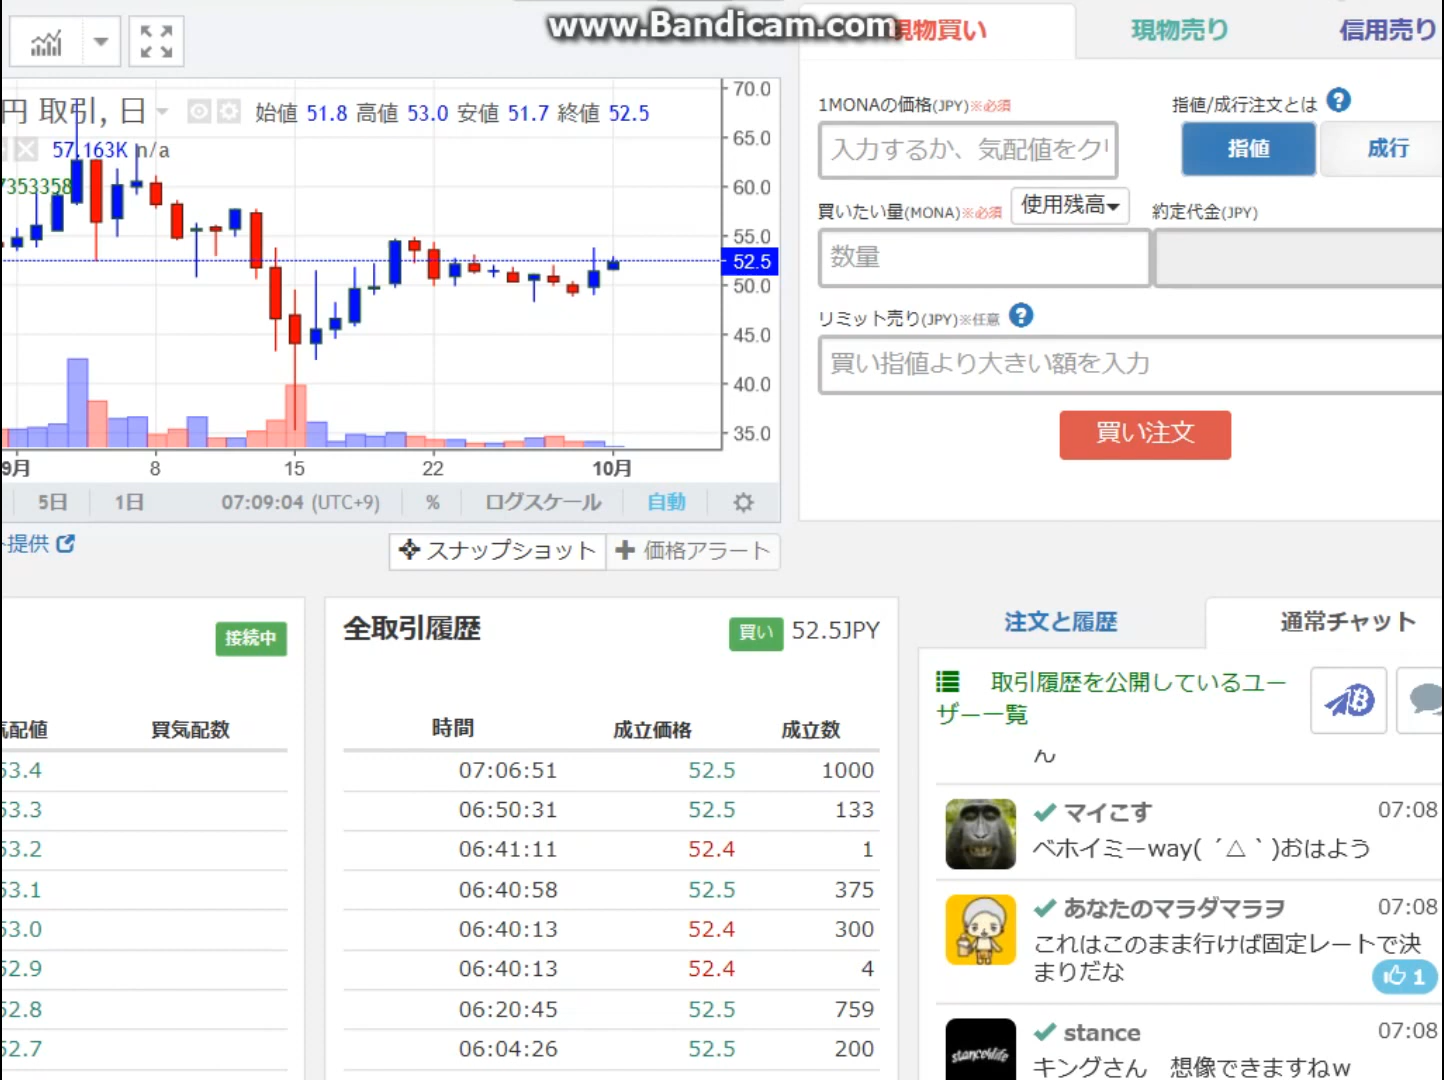 www.Bandicam.com
現物買い
現物売り
信用売り
円 取引, 日
始値 51.8 高値 53.0 安値 51.7 終値 52.5
57.163K n/a
7353358
70.0
65.0
60.0
55.0
52.5
50.0
45.0
40.0
35.0
9月 8 15 22 10月
5日 1日 07:09:04 (UTC+9) % ログスケール 自動
提供
スナップショット
価格アラート
1MONAの価格(JPY)※必須
指値/成行注文とは ?
入力するか、気配値をク
指値
成行
買いたい量(MONA)※必須
使用残高
約定代金(JPY)
数量
リミット売り(JPY)※任意 ?
買い指値より大きい額を入力
買い注文
接続中
気配値 買気配数
53.4
53.3
53.2
53.1
53.0
52.9
52.8
52.7
全取引履歴
買い 52.5JPY
時間 成立価格 成立数
07:06:51 52.5 1000
06:50:31 52.5 133
06:41:11 52.4 1
06:40:58 52.5 375
06:40:13 52.4 300
06:40:13 52.4 4
06:20:45 52.5 759
06:04:26 52.5 200
注文と履歴
通常チャット
取引履歴を公開しているユー
ザー一覧
ん
マイこす 07:08
ベホイミーway( ´△｀)おはよう
あなたのマラダマラヲ 07:08
これはこのまま行けば固定レートで決
まりだな
1
stance 07:08
キングさん　想像できますねw